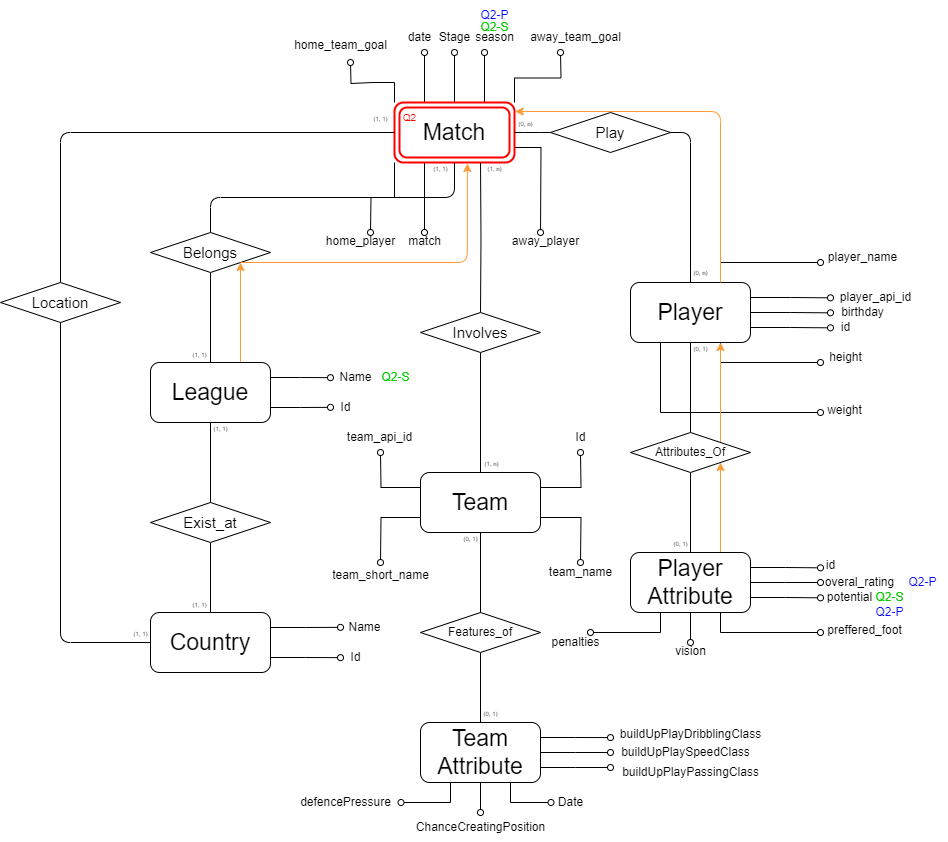 Q2-P
Q2-S
home_team_goal
date
Stage
season
away_team_goal
(1, 1)
Q2
Match
(0, n)
Play
(1, 1)
(1, n)
home_player
match
away_player
Belongs
player_name
(0, n)
Location
Player
player_api_id
birthday
id
Involves
(1, 1)
(0, 1)
height
League
Name
Q2-S
Id
weight
(1, 1)
team_api_id
Id
Attributes_Of
(1, n)
Team
Exist_at
(0, 1)
(0, 1)
team_short_name
team_name
Player
Attribute
id
overal_rating
Q2-P
potential
Q2-S
Q2-P
(1, 1)
(1, 1)
Country
Name
Id
Features_of
penalties
vision
preffered_foot
(0, 1)
Team
Attribute
buildUpPlayDribblingClass
buildUpPlaySpeedClass
buildUpPlayPassingClass
defencePressure
Date
ChanceCreatingPosition